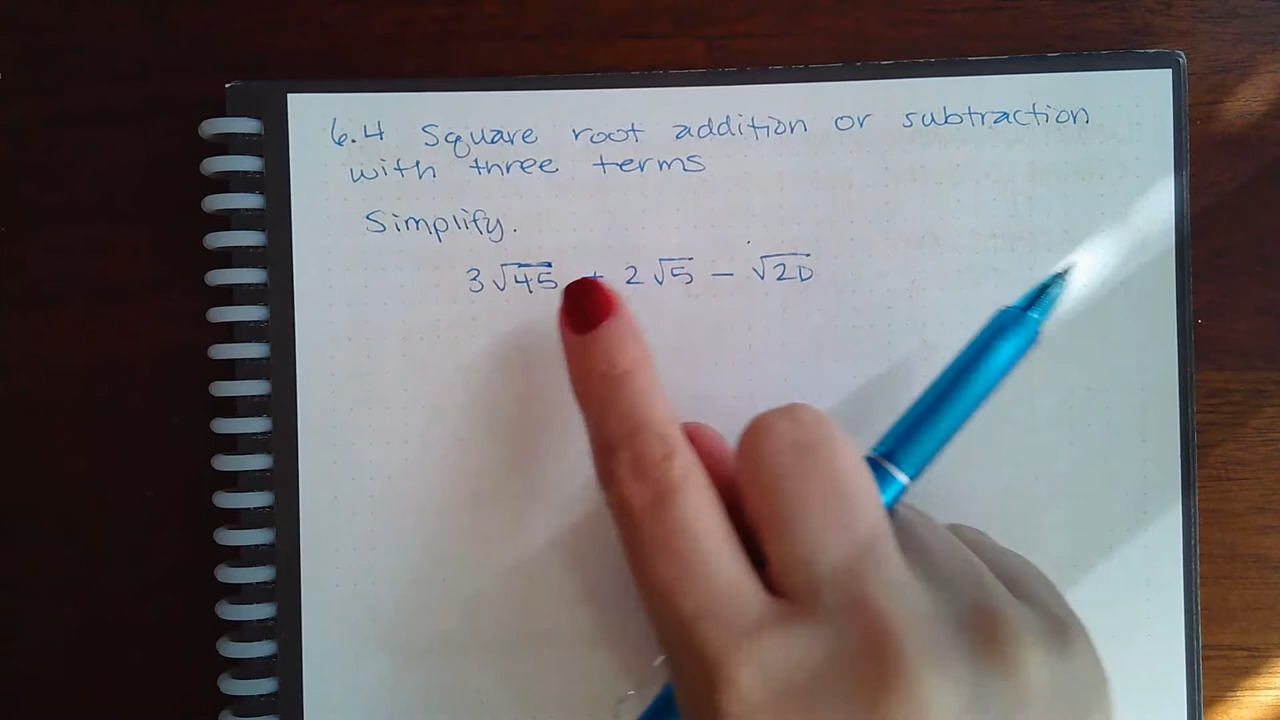 6.4 Square root addition or subtraction
with three terms
Simplify.
3√45 + 2√5 − √20